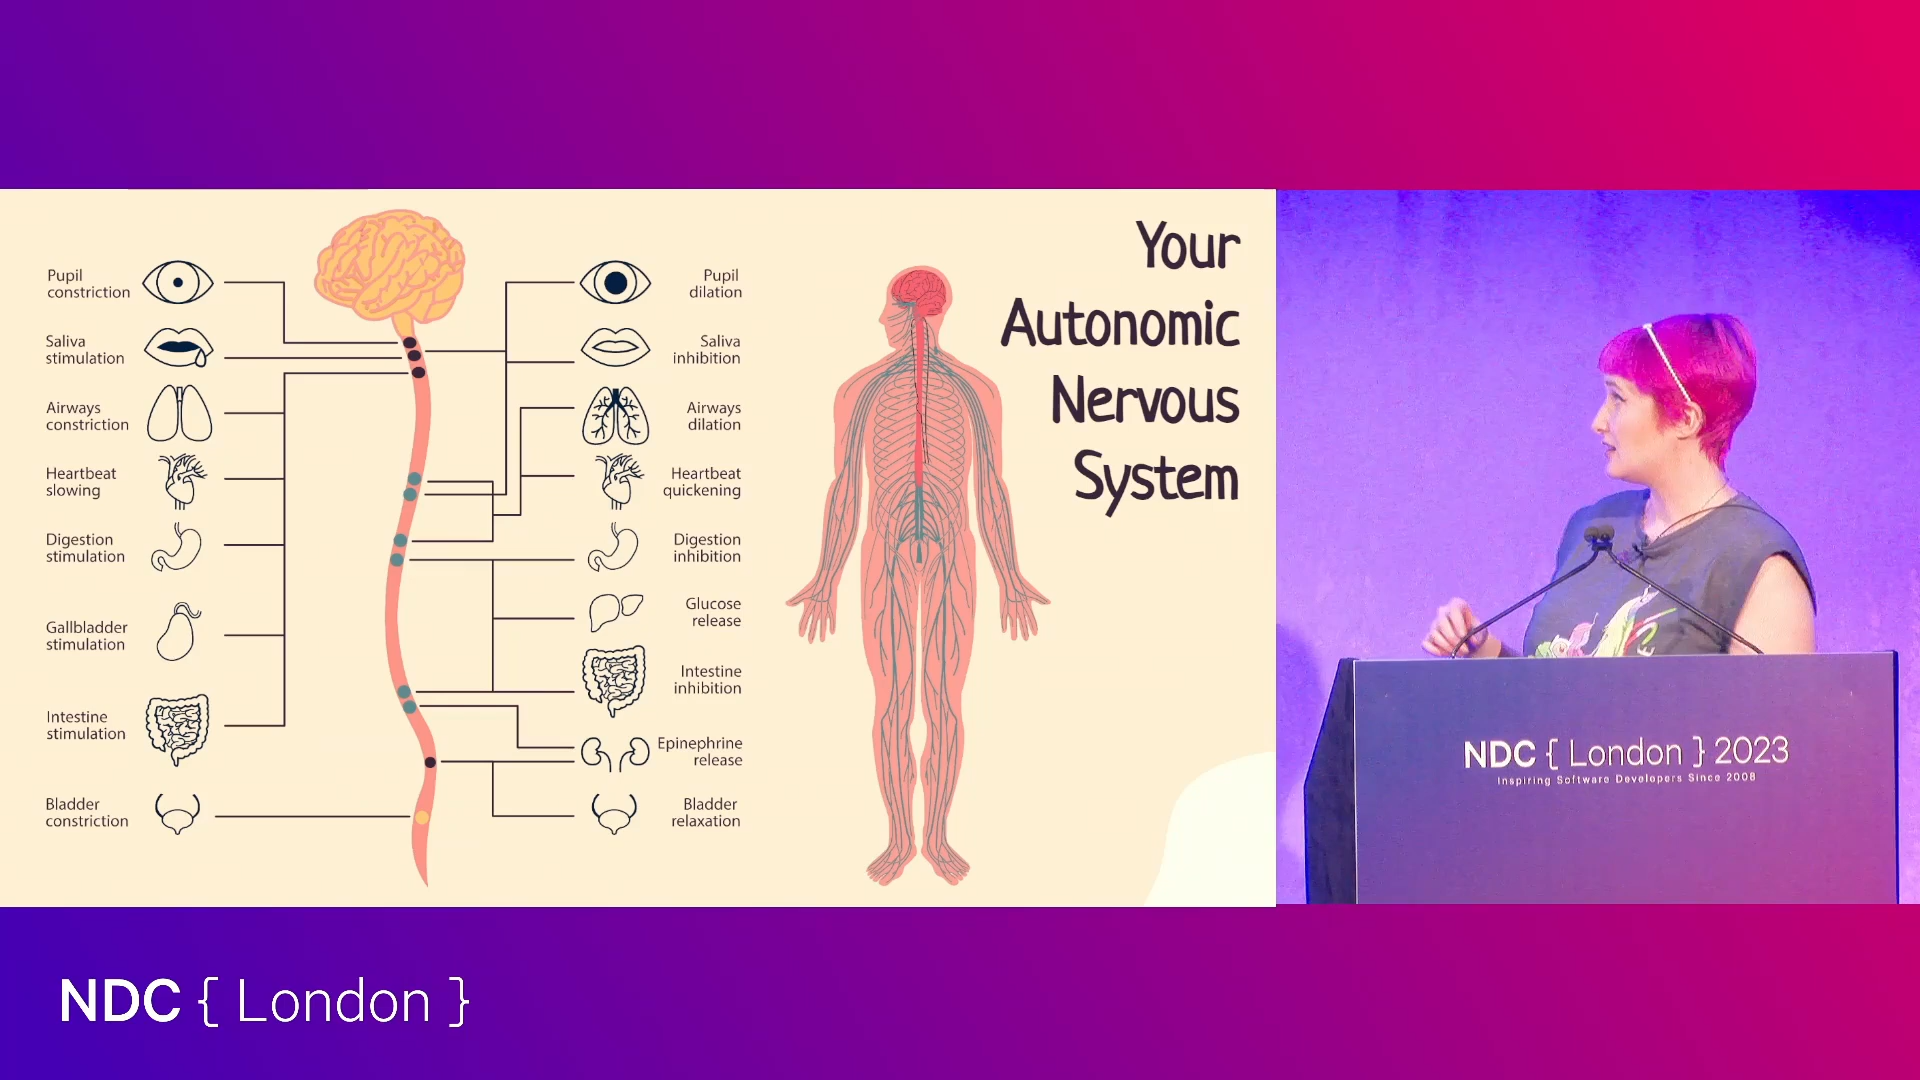 Your
Autonomic
Nervous
System
Pupil
constriction
Saliva
stimulation
Airways
constriction
Heartbeat
slowing
Digestion
stimulation
Gallbladder
stimulation
Intestine
stimulation
Bladder
constriction
Pupil
dilation
Saliva
inhibition
Airways
dilation
Heartbeat
quickening
Digestion
inhibition
Glucose
release
Intestine
inhibition
Epinephrine
release
Bladder
relaxation
NDC { London } 2023
Inspiring Software Developers Since 2008
NDC { London }